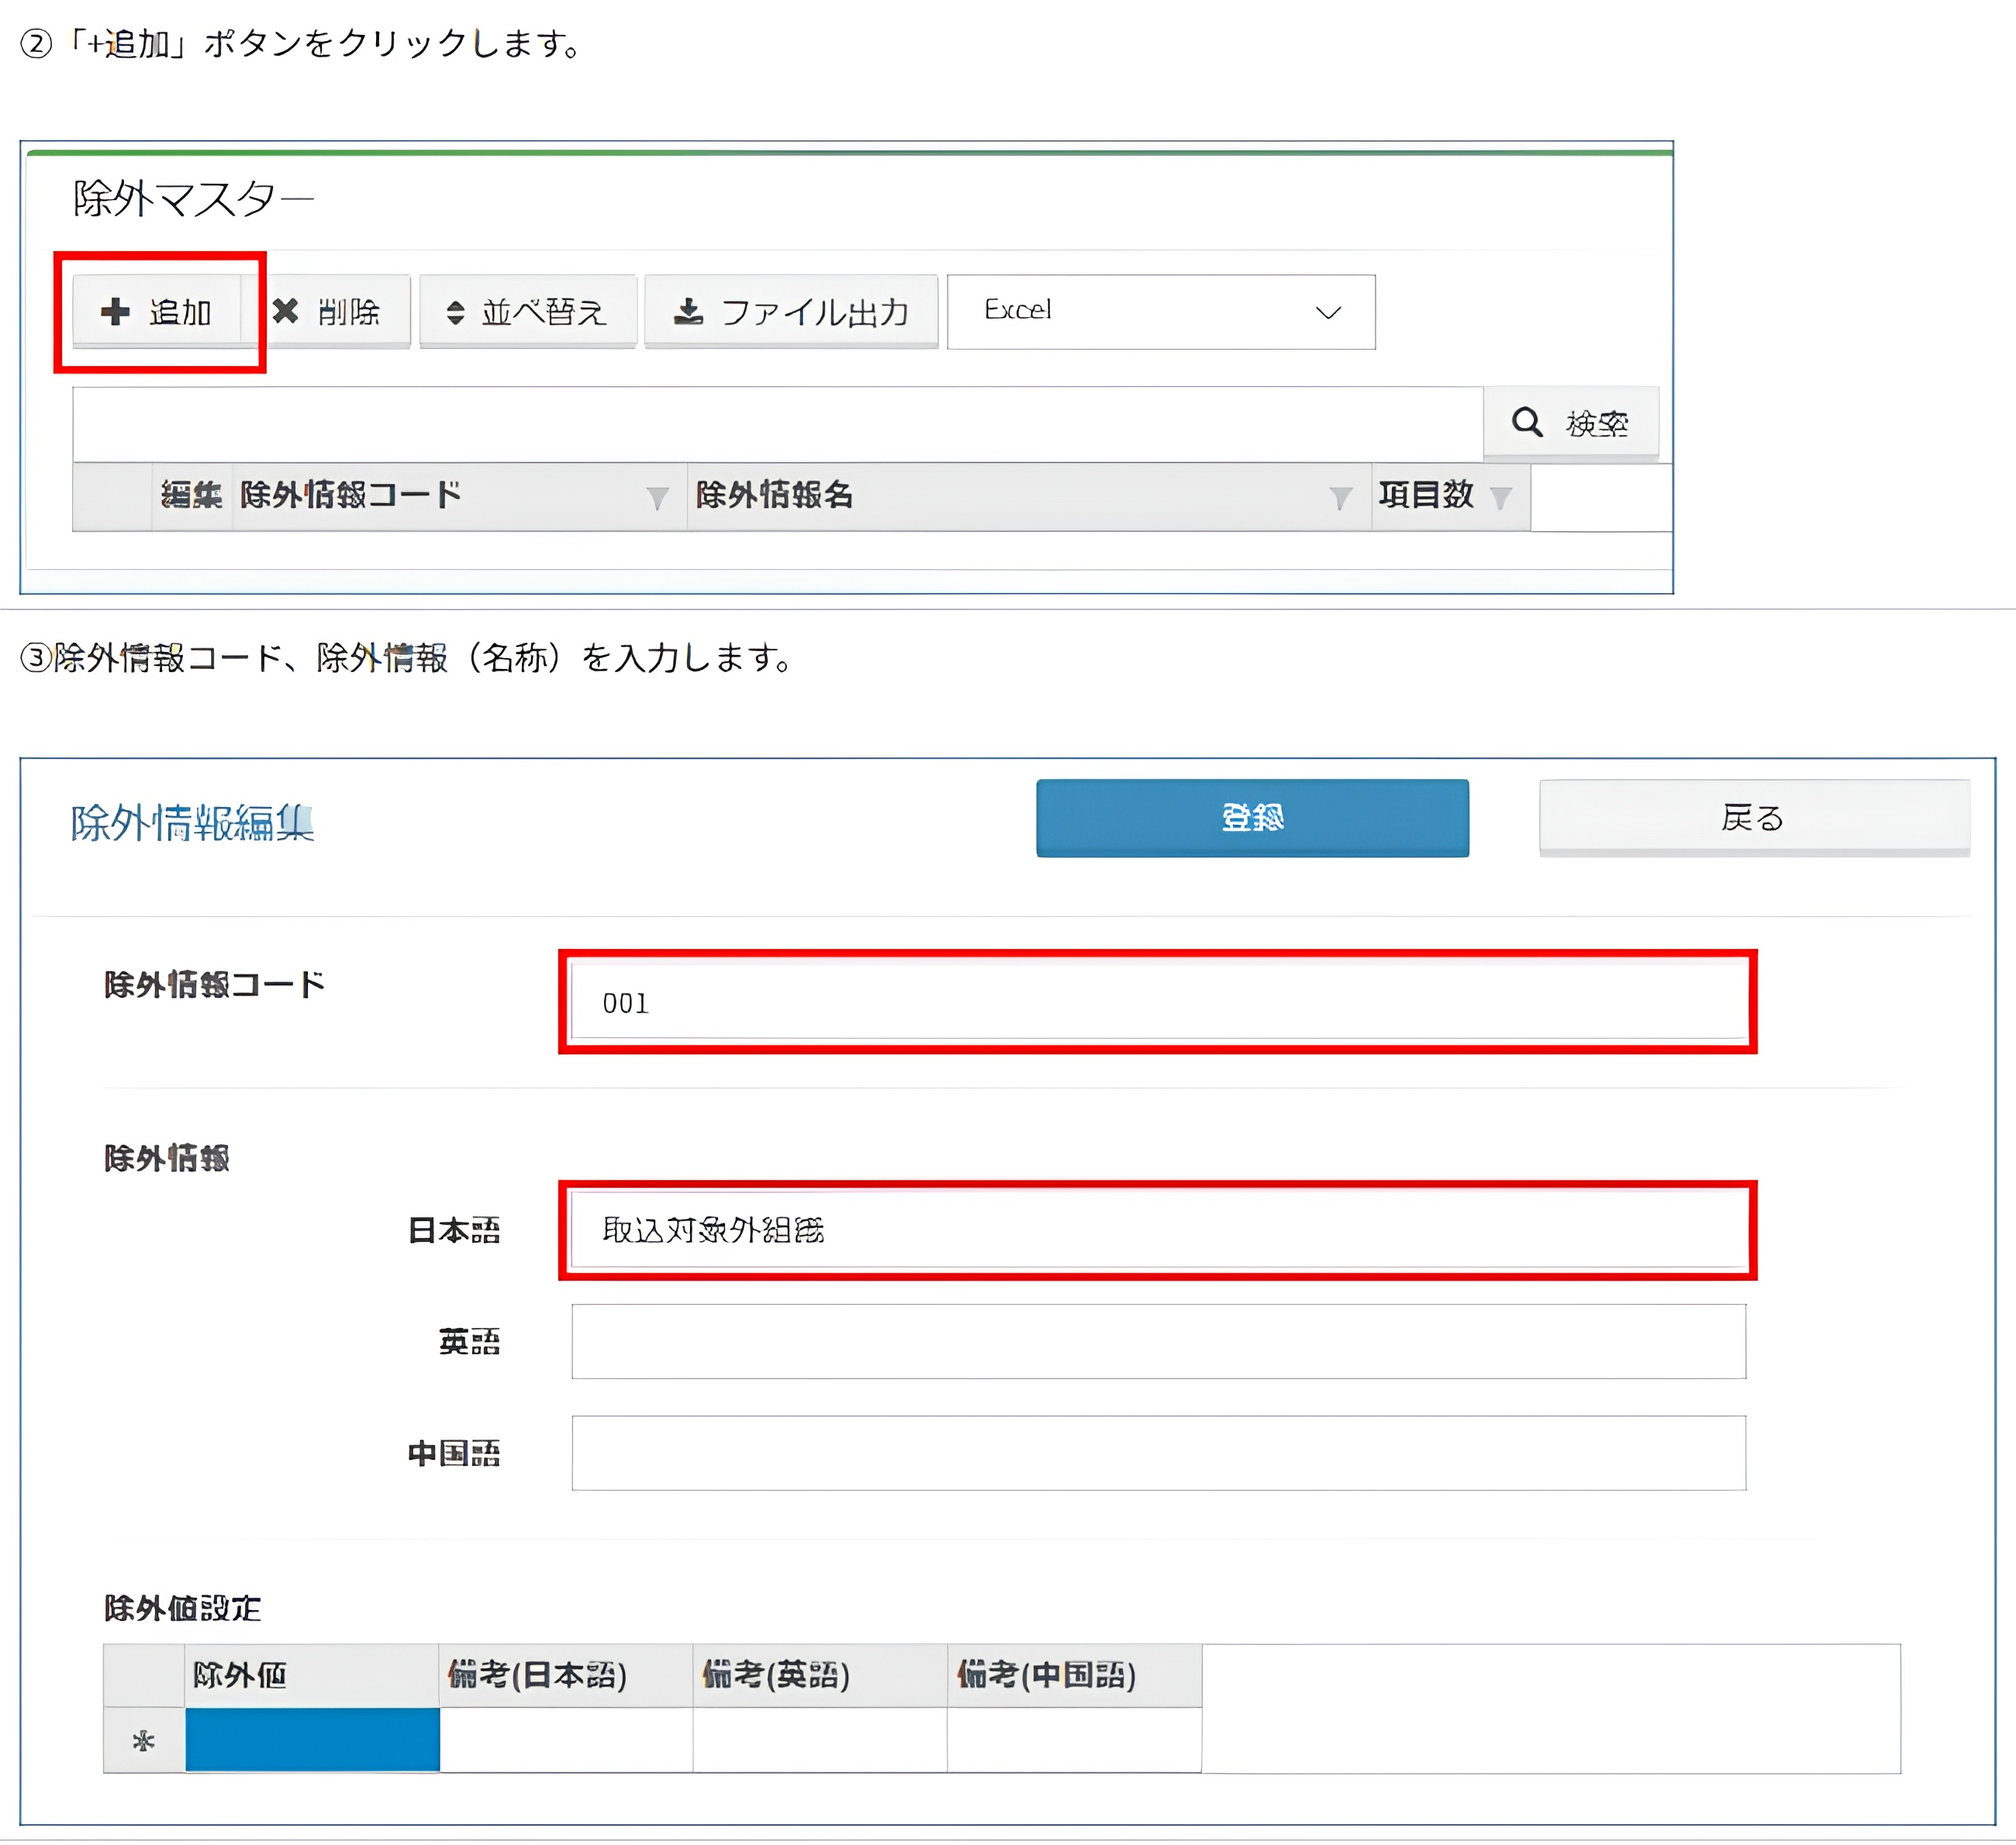 ②「+追加」ボタンをクリックします。
除外マスター
追加 削除 並べ替え ファイル出力 Excel
検索
編集 除外情報コード 除外情報名 項目数
③除外情報コード、除外情報（名称）を入力します。
除外情報編集 登録 戻る
除外情報コード 001
除外情報
日本語 取込対象外組織
英語
中国語
除外値設定
除外値 備考(日本語) 備考(英語) 備考(中国語)
*